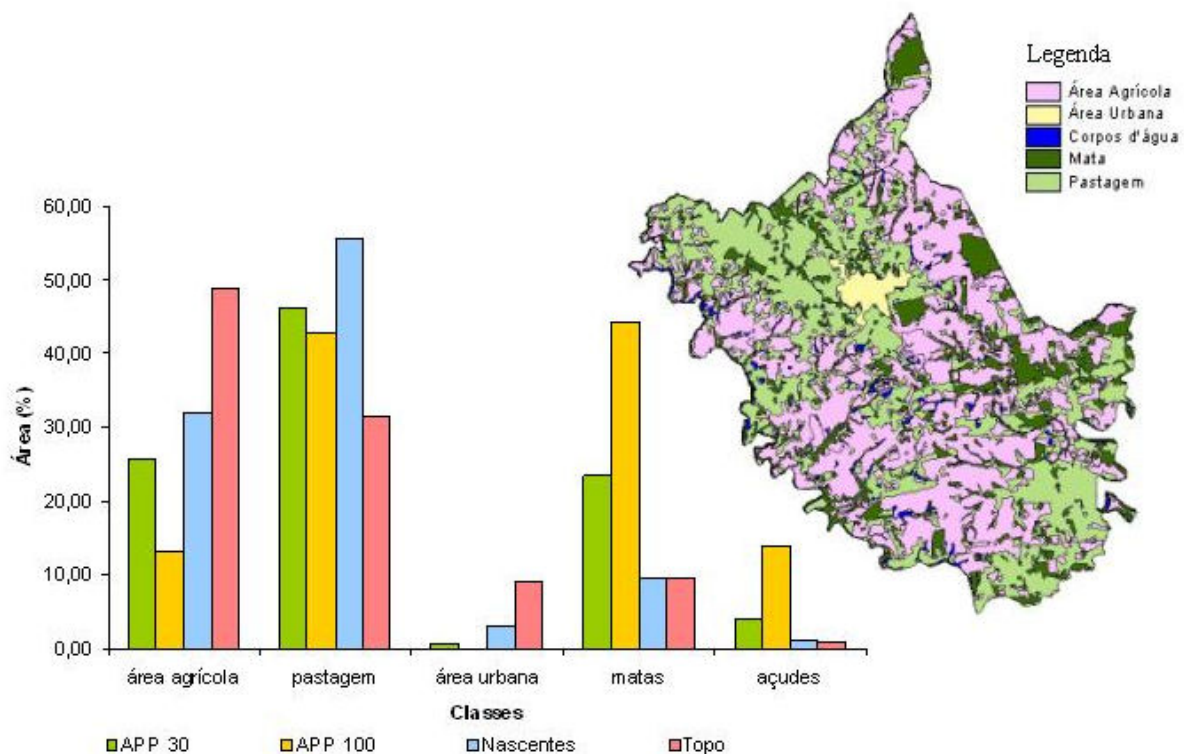 Legenda
Área Agrícola
Área Urbana
Corpos d'água
Mata
Pastagem
60,00
50,00
40,00
30,00
20,00
10,00
0,00
Área (%)
área agrícola pastagem área urbana matas açudes
Classes
APP 30 APP 100 Nascentes Topo